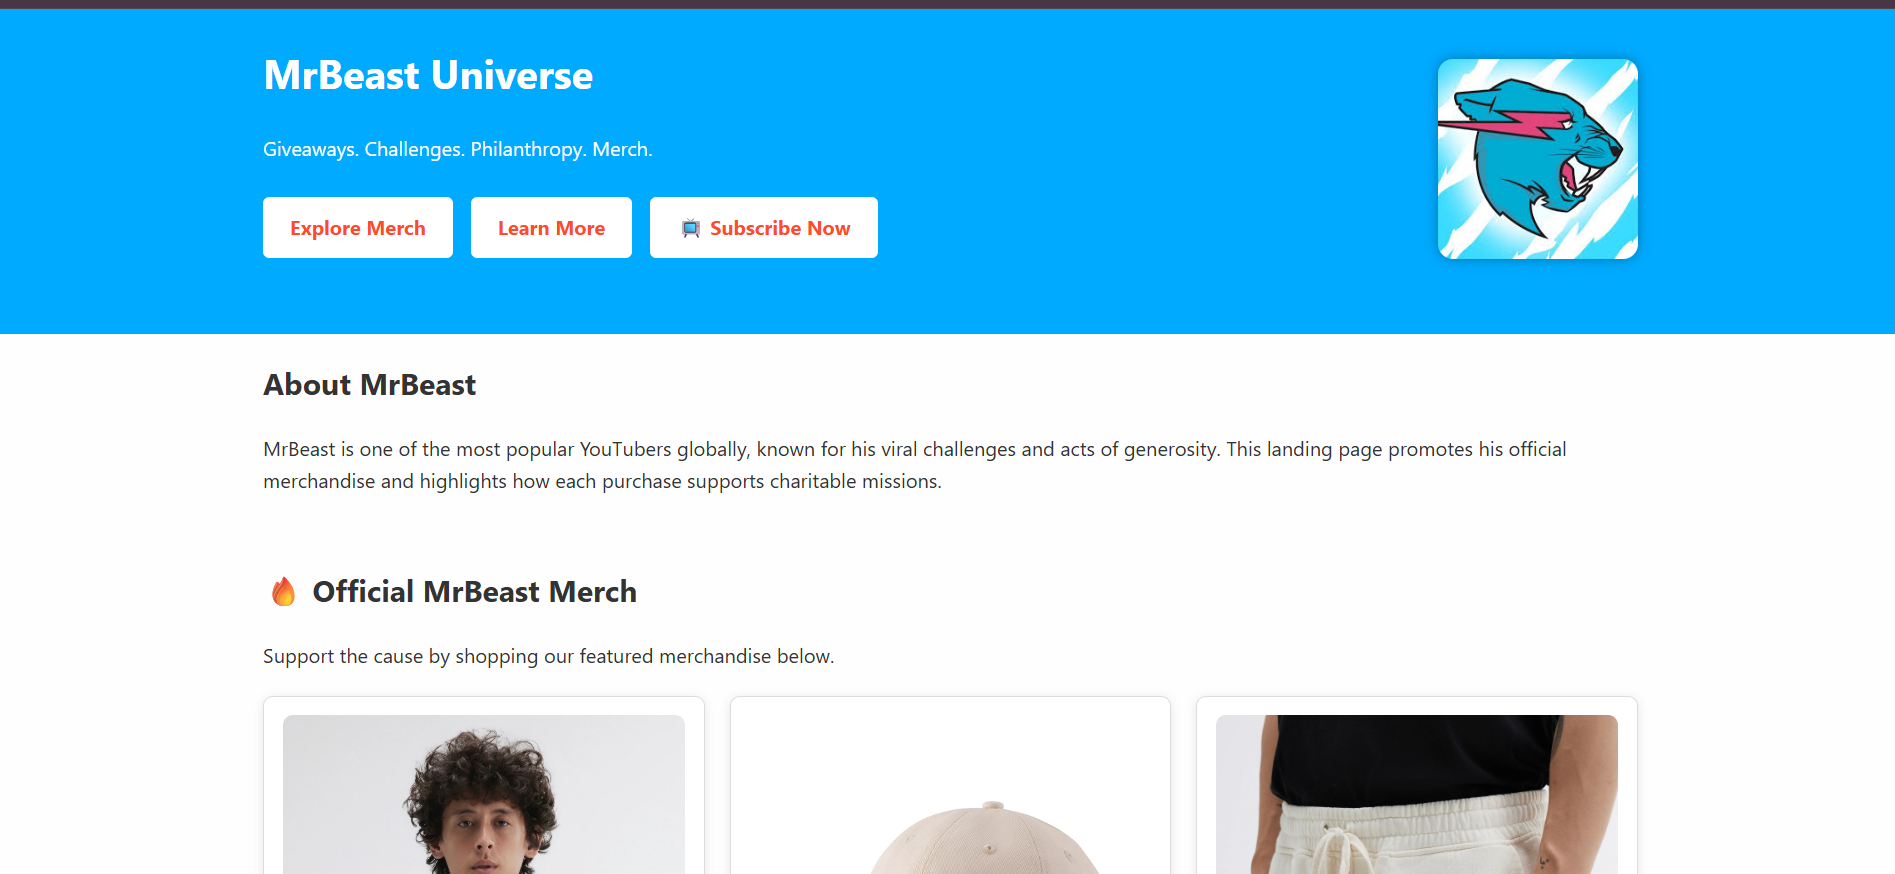 MrBeast Universe
Giveaways. Challenges. Philanthropy. Merch.
Explore Merch
Learn More
📺 Subscribe Now
About MrBeast
MrBeast is one of the most popular YouTubers globally, known for his viral challenges and acts of generosity. This landing page promotes his official
merchandise and highlights how each purchase supports charitable missions.
🔥 Official MrBeast Merch
Support the cause by shopping our featured merchandise below.